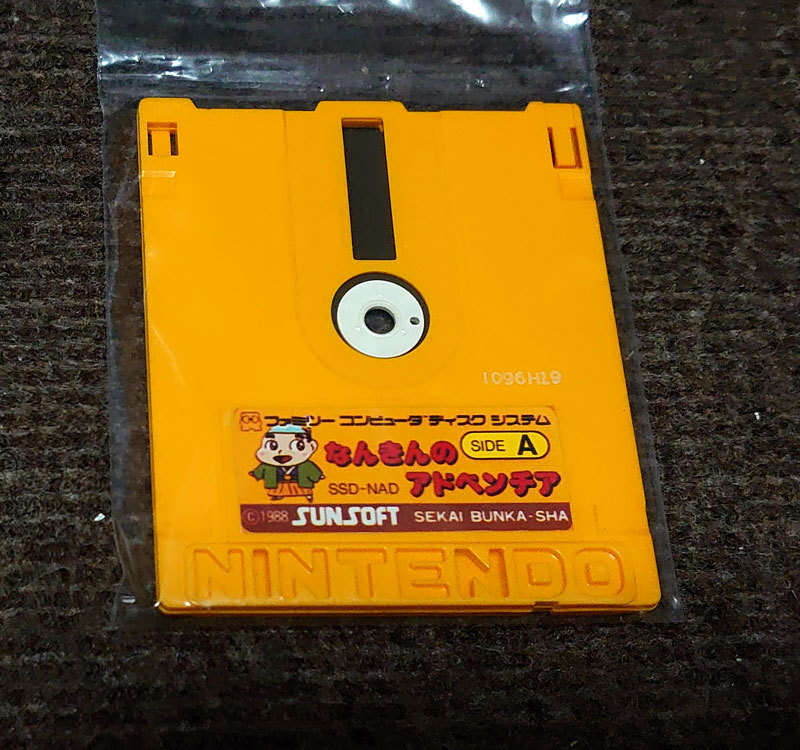 1096H19
ファミリー コンピュータ ディスク システム
なんきんの
SIDE A
SSD-NAD
アドベンチア
©1988 SUNSOFT SEKAI BUNKA-SHA
NINTENDO